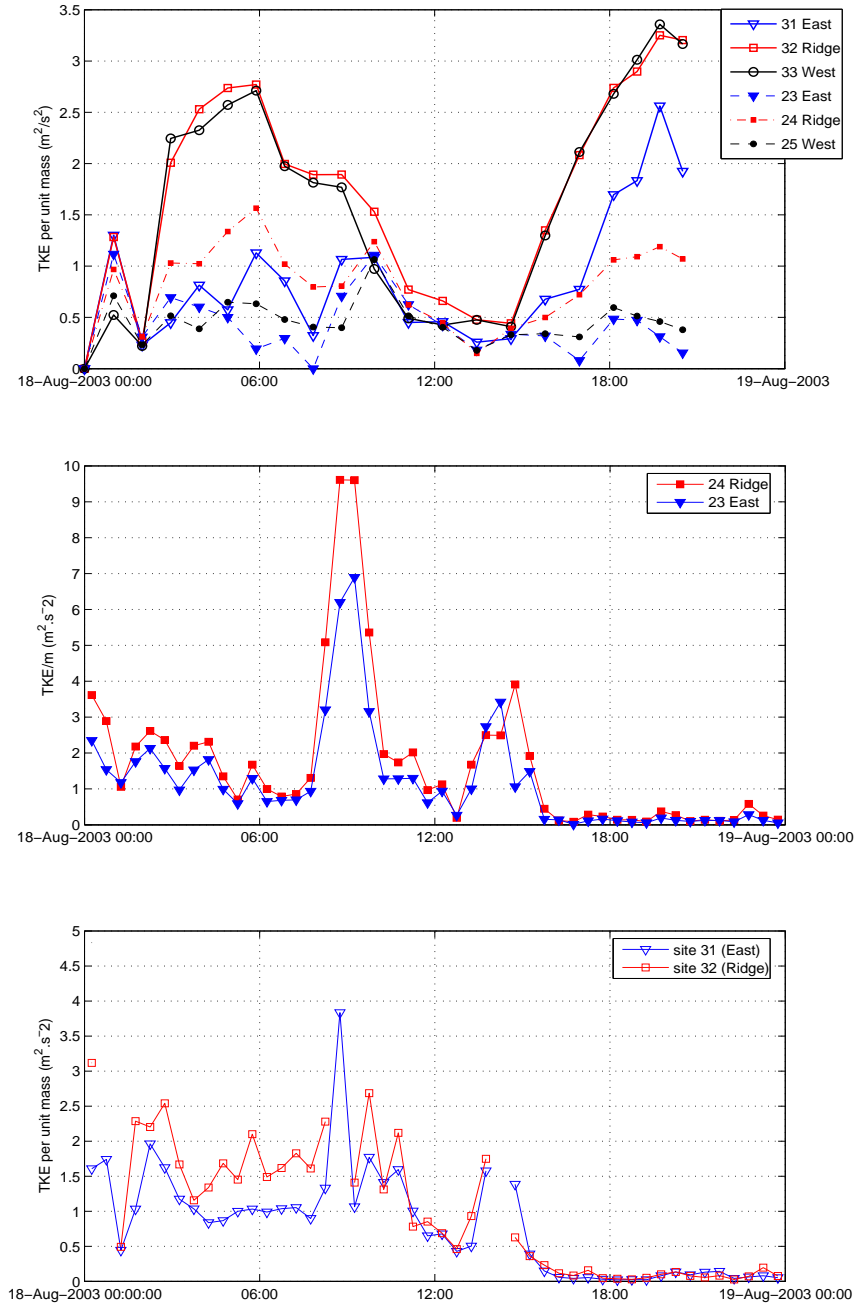 3.5
3
2.5
2
1.5
1
0.5
0
TKE per unit mass (m²/s²)
18–Aug–2003 00:00
06:00
12:00
18:00
19–Aug–2003
31 East
32 Ridge
33 West
23 East
24 Ridge
25 West
10
9
8
7
6
5
4
3
2
1
0
TKE/m (m².s⁻2)
18–Aug–2003 00:00
06:00
12:00
18:00
19–Aug–2003 00:00
24 Ridge
23 East
5
4.5
4
3.5
3
2.5
2
1.5
1
0.5
0
TKE per unit mass (m².s⁻2)
18–Aug–2003 00:00
06:00
12:00
18:00
19–Aug–2003 00:00
site 31 (East)
site 32 (Ridge)